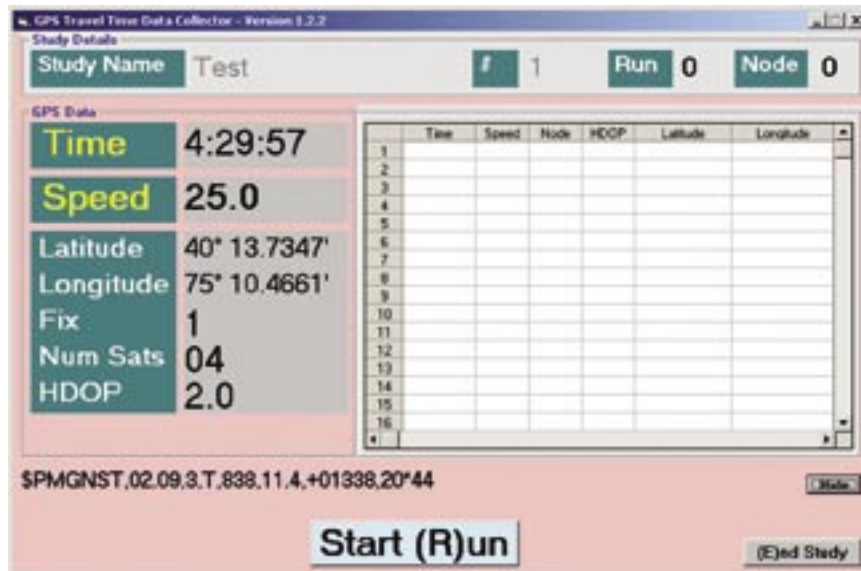 GPS Travel Time Data Collector - Version 1.2.2
Study Details
Study Name Test # 1 Run 0 Node 0
GPS Data
Time 4:29:57
Speed 25.0
Latitude 40° 13.7347'
Longitude 75° 10.4661'
Fix 1
Num Sats 04
HDOP 2.0
Time Speed Node HDOP Latitude Longitude
1
2
3
4
5
6
7
8
9
10
11
12
13
14
15
16
$PMGNST,02.09,3,T,838,11.4,+01338,20*44
Hide
Start (R)un
(E)nd Study